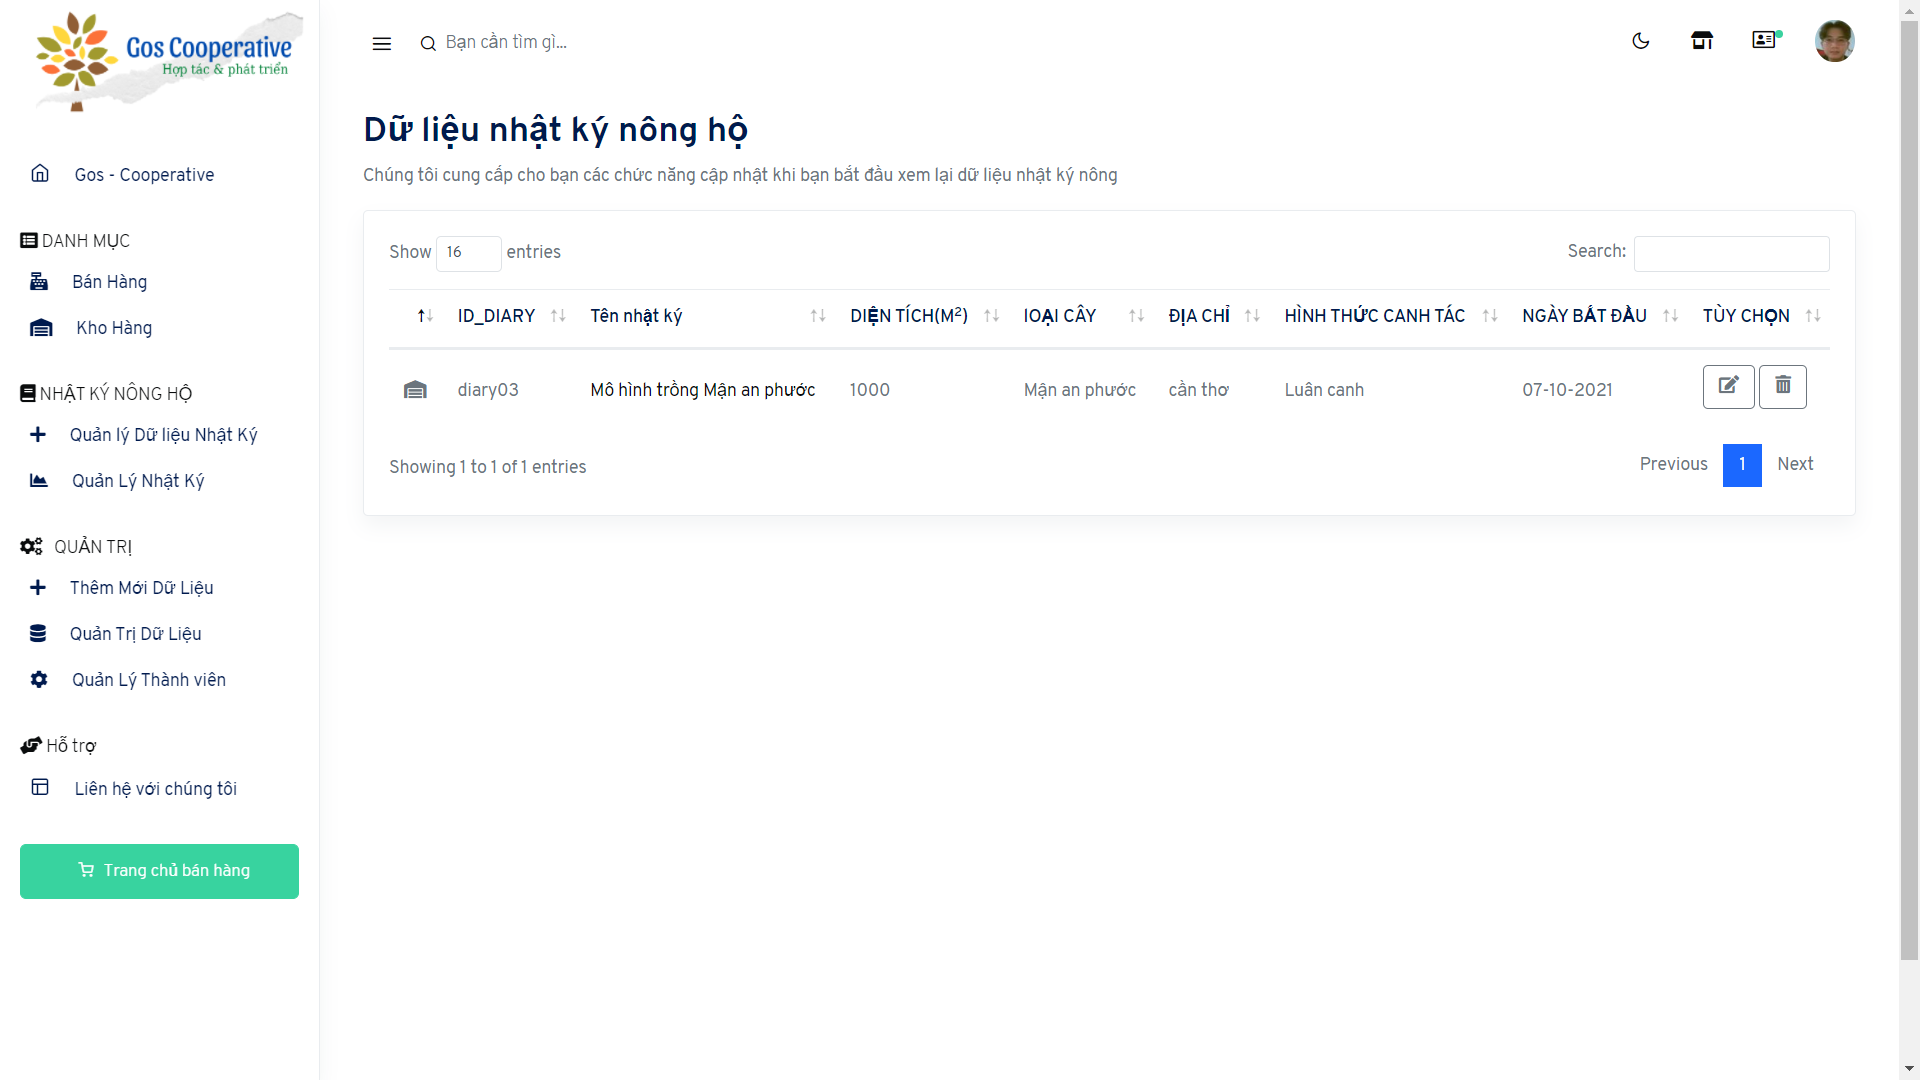 Gos Cooperative
Hợp tác & phát triển
Gos - Cooperative
DANH MỤC
Bán Hàng
Kho Hàng
NHẬT KÝ NÔNG HỘ
Quản lý Dữ liệu Nhật Ký
Quản Lý Nhật Ký
QUẢN TRỊ
Thêm Mới Dữ Liệu
Quản Trị Dữ Liệu
Quản Lý Thành viên
Hỗ trợ
Liên hệ với chúng tôi
Trang chủ bán hàng
Bạn cần tìm gì...
Dữ liệu nhật ký nông hộ
Chúng tôi cung cấp cho bạn các chức năng cập nhật khi bạn bắt đầu xem lại dữ liệu nhật ký nông
Show 16 entries
Search:
ID_DIARY Tên nhật ký DIỆN TÍCH(M²) lOẠI CÂY ĐỊA CHỈ HÌNH THỨC CANH TÁC NGÀY BẮT ĐẦU TÙY CHỌN
diary03 Mô hình trồng Mận an phước 1000 Mận an phước cần thơ Luân canh 07-10-2021
Showing 1 to 1 of 1 entries
Previous 1 Next